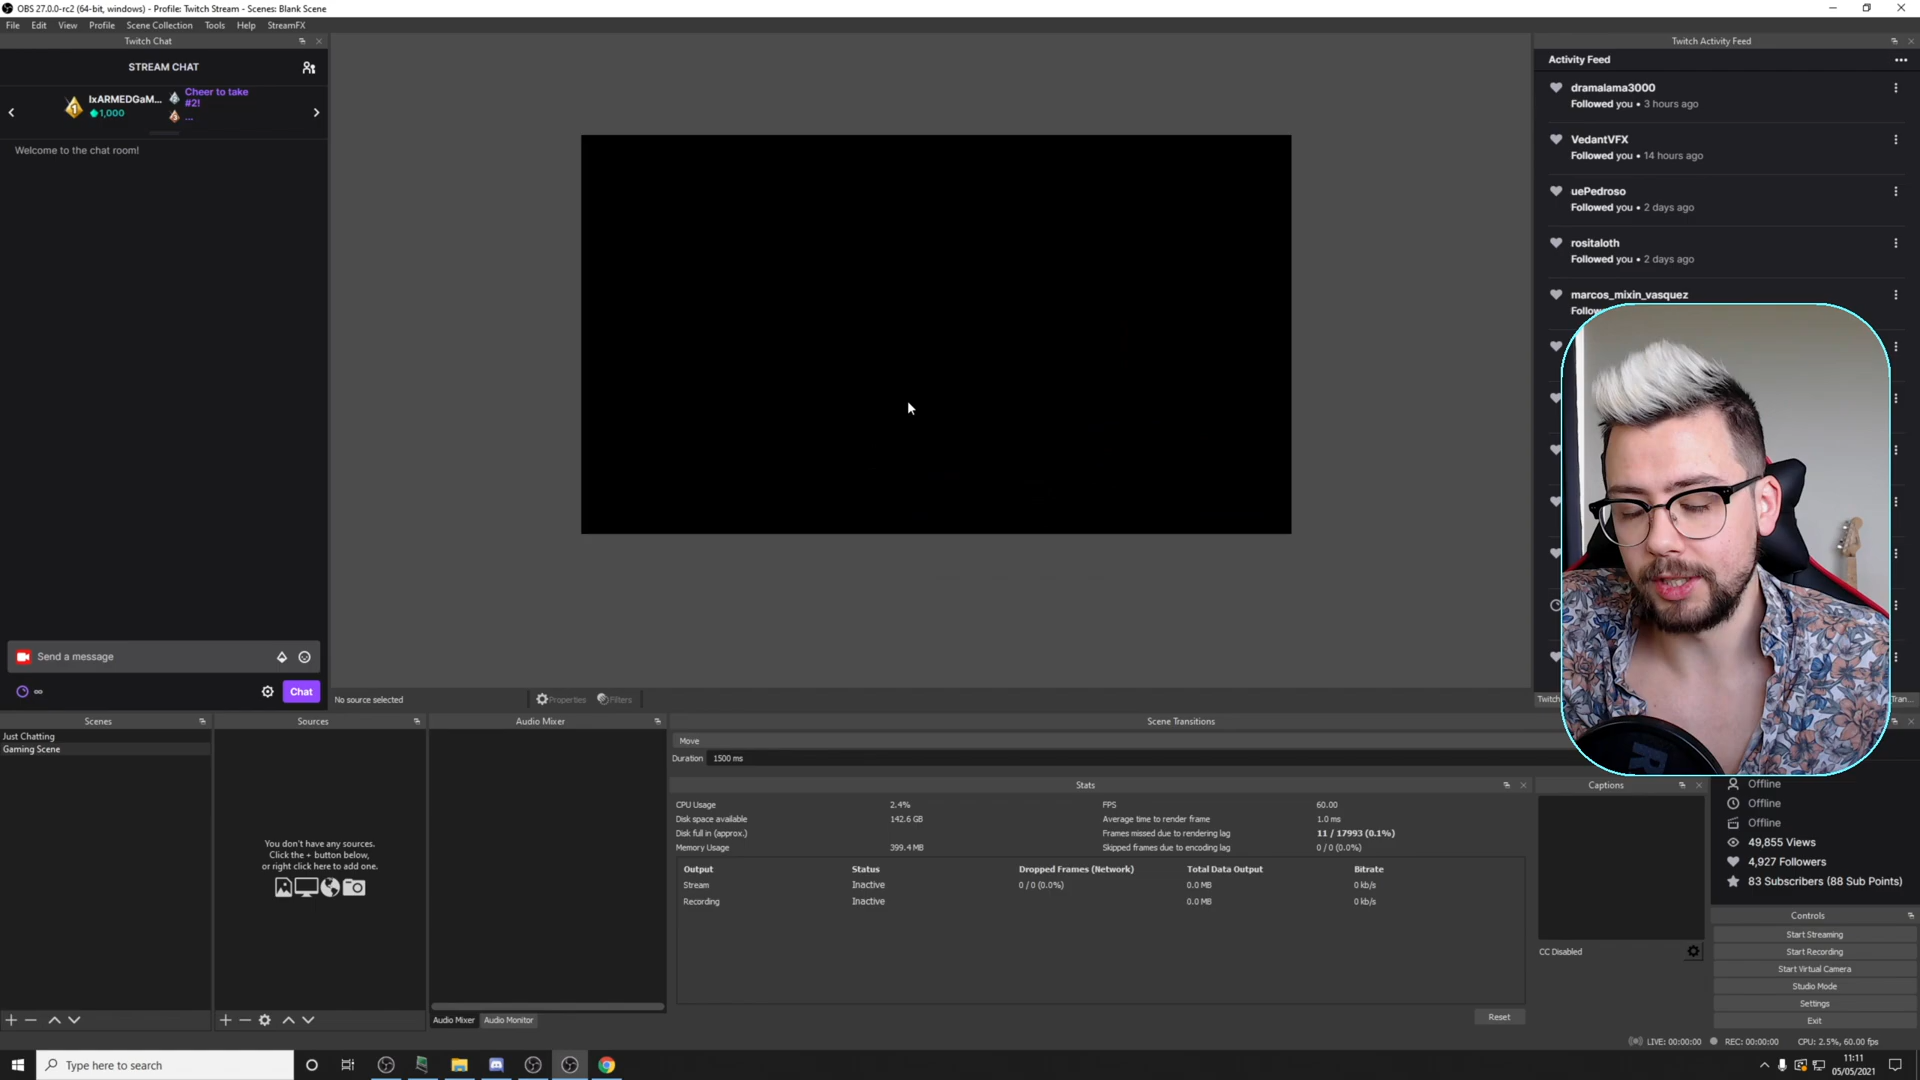 OBS 27.0.0-rc2 (64-bit, windows) - Profile: Twitch Stream - Scenes: Blank Scene
File Edit View Profile Scene Collection Tools Help StreamFX
Twitch Chat
STREAM CHAT
IxARMEDGaM...
1,000
Cheer to take
#2!
...
Welcome to the chat room!
Send a message
Chat
Twitch Activity Feed
Activity Feed
dramalama3000
Followed you • 3 hours ago
VedantVFX
Followed you • 14 hours ago
uePedroso
Followed you • 2 days ago
rositaloth
Followed you • 2 days ago
marcos_mixin_vasquez
No source selected
Properties
Filters
Scenes
Just Chatting
Gaming Scene
Sources
You don't have any sources.
Click the + button below,
or right click here to add one.
Audio Mixer
Audio Mixer
Audio Monitor
Scene Transitions
Move
Duration 1500 ms
Stats
CPU Usage 2.4%
Disk space available 142.6 GB
Disk full in (approx.)
Memory Usage 399.4 MB
FPS 60.00
Average time to render frame 1.0 ms
Frames missed due to rendering lag 11 / 17993 (0.1%)
Skipped frames due to encoding lag 0 / 0 (0.0%)
Output Status Dropped Frames (Network) Total Data Output Bitrate
Stream Inactive 0 / 0 (0.0%) 0.0 MB 0 kb/s
Recording Inactive 0.0 MB 0 kb/s
Reset
Captions
CC Disabled
Offline
Offline
Offline
49,855 Views
4,927 Followers
83 Subscribers (88 Sub Points)
Controls
Start Streaming
Start Recording
Start Virtual Camera
Studio Mode
Settings
Exit
LIVE: 00:00:00
REC: 00:00:00
CPU: 2.5%, 60.00 fps
Type here to search
11:11
05/05/2021